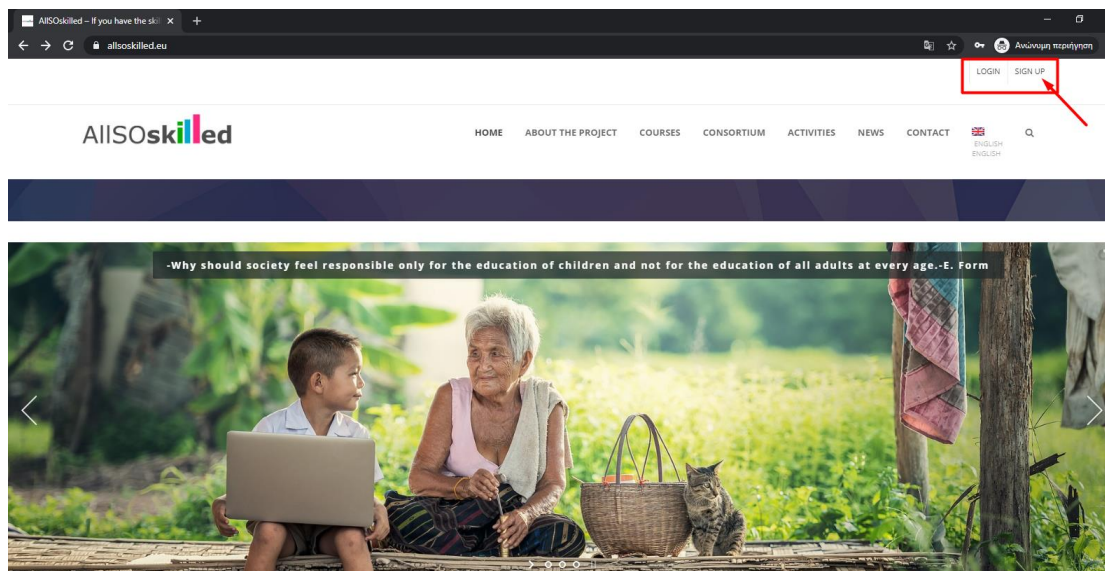 AllSOskilled – If you have the skil
allsoskilled.eu
Ανώνυμη περιήγηση
LOGIN SIGN UP
AllSOskilled
HOME ABOUT THE PROJECT COURSES CONSORTIUM ACTIVITIES NEWS CONTACT
ENGLISH
ENGLISH
-Why should society feel responsible only for the education of children and not for the education of all adults at every age.-E. Form